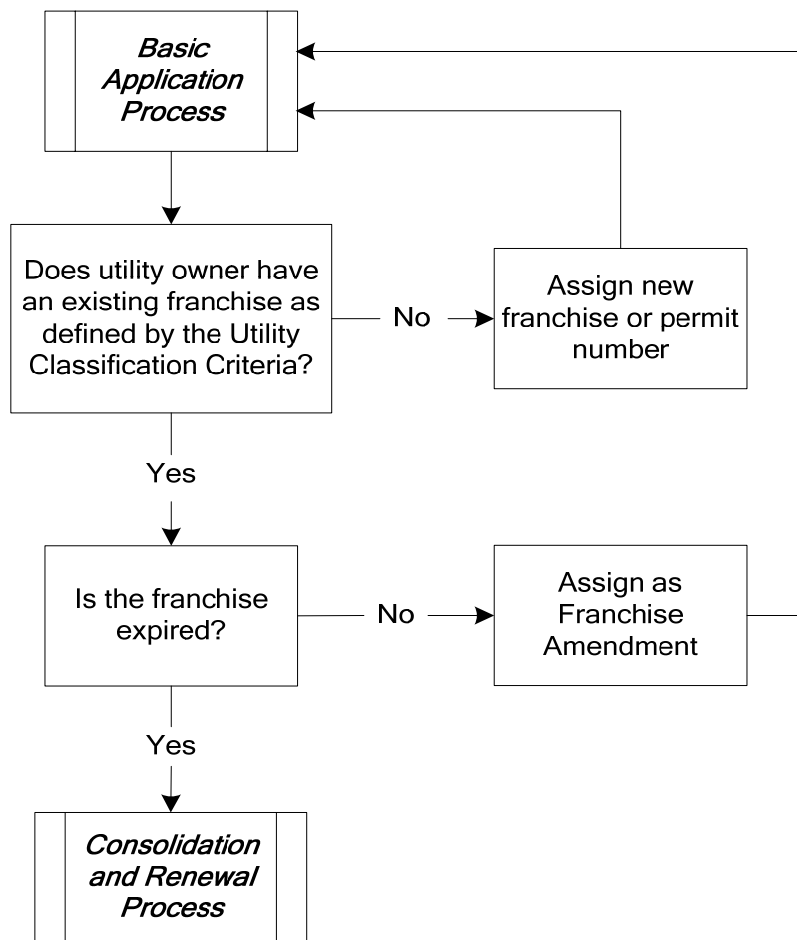 Basic
Application
Process
Does utility owner have
an existing franchise as
defined by the Utility
Classification Criteria?
No
Assign new
franchise or permit
number
Yes
Is the franchise
expired?
No
Assign as
Franchise
Amendment
Yes
Consolidation
and Renewal
Process